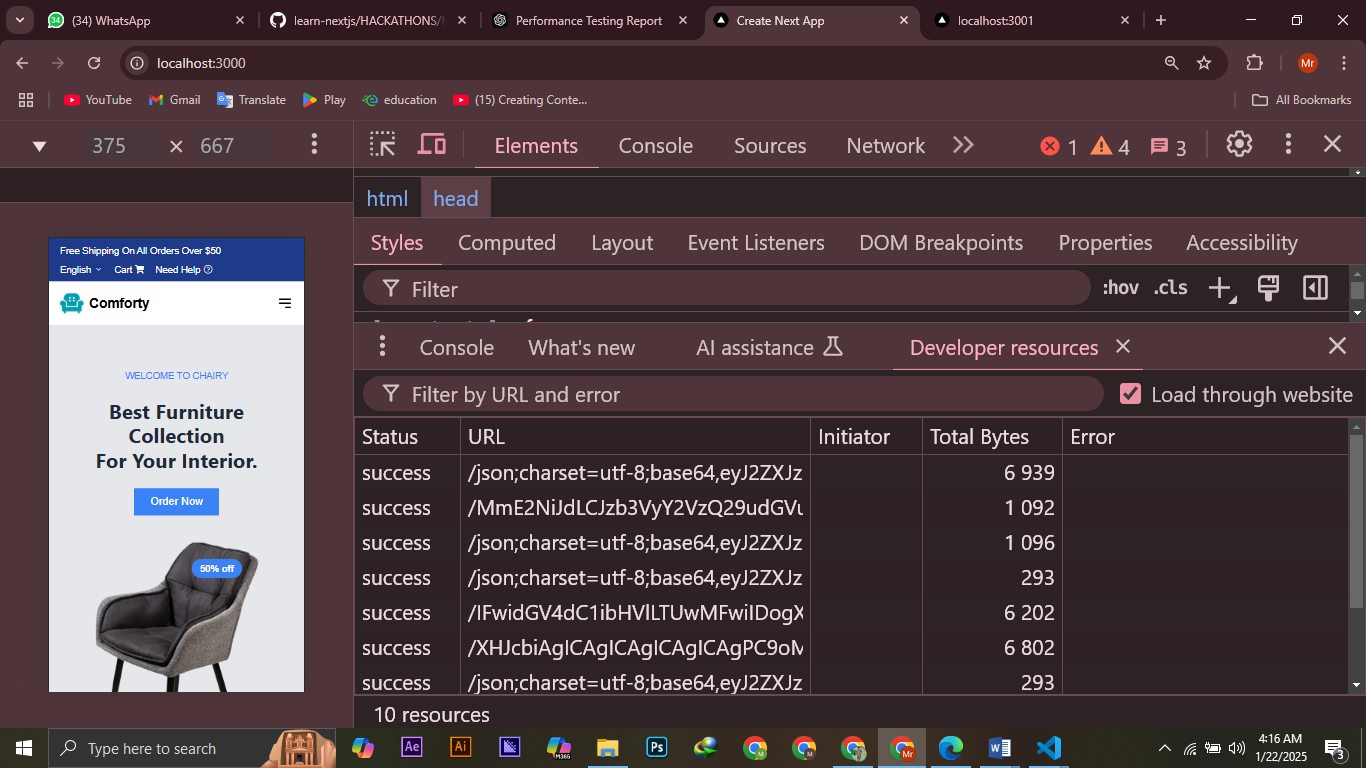 (34) WhatsApp
learn-nextjs/HACKATHONS/
Performance Testing Report
Create Next App
localhost:3001
localhost:3000
Mr
YouTube
Gmail
Translate
Play
education
(15) Creating Conte...
All Bookmarks
375 × 667
Elements
Console
Sources
Network
1
4
3
html
head
Styles
Computed
Layout
Event Listeners
DOM Breakpoints
Properties
Accessibility
Filter
:hov
.cls
Console
What's new
AI assistance
Developer resources
Filter by URL and error
Load through website
Status URL Initiator Total Bytes Error
success /json;charset=utf-8;base64,eyJ2ZXJz 6 939
success /MmE2NiJdLCJzb3VyY2VzQ29udGVu 1 092
success /json;charset=utf-8;base64,eyJ2ZXJz 1 096
success /json;charset=utf-8;base64,eyJ2ZXJz 293
success /IFwidGV4dC1ibHVlLTUwMFwiIDogX 6 202
success /XHJcbiAgICAgICAgICAgICAgPC9oM 6 802
success /json;charset=utf-8;base64,eyJ2ZXJz 293
10 resources
Free Shipping On All Orders Over $50
English Cart Need Help
Comforty
WELCOME TO CHAIRY
Best Furniture
Collection
For Your Interior.
Order Now
50% off
Type here to search
Ae
Ai
M365
Ps
Mr
4:16 AM
1/22/2025
3